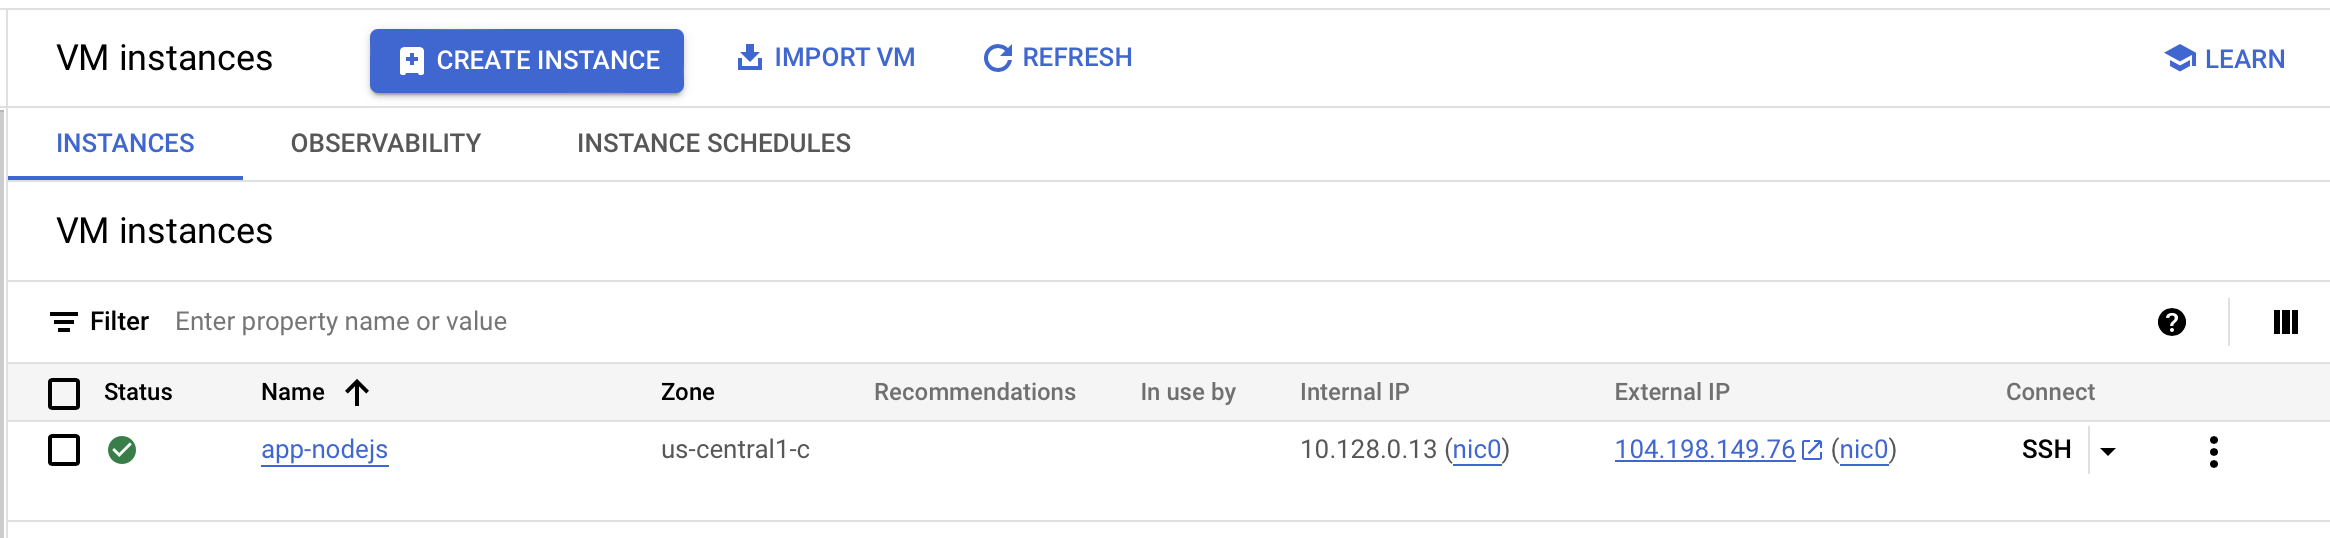 VM instances CREATE INSTANCE IMPORT VM REFRESH LEARN
INSTANCES OBSERVABILITY INSTANCE SCHEDULES
VM instances
Filter Enter property name or value
Status Name Zone Recommendations In use by Internal IP External IP Connect
app-nodejs us-central1-c 10.128.0.13 (nic0) 104.198.149.76 (nic0) SSH